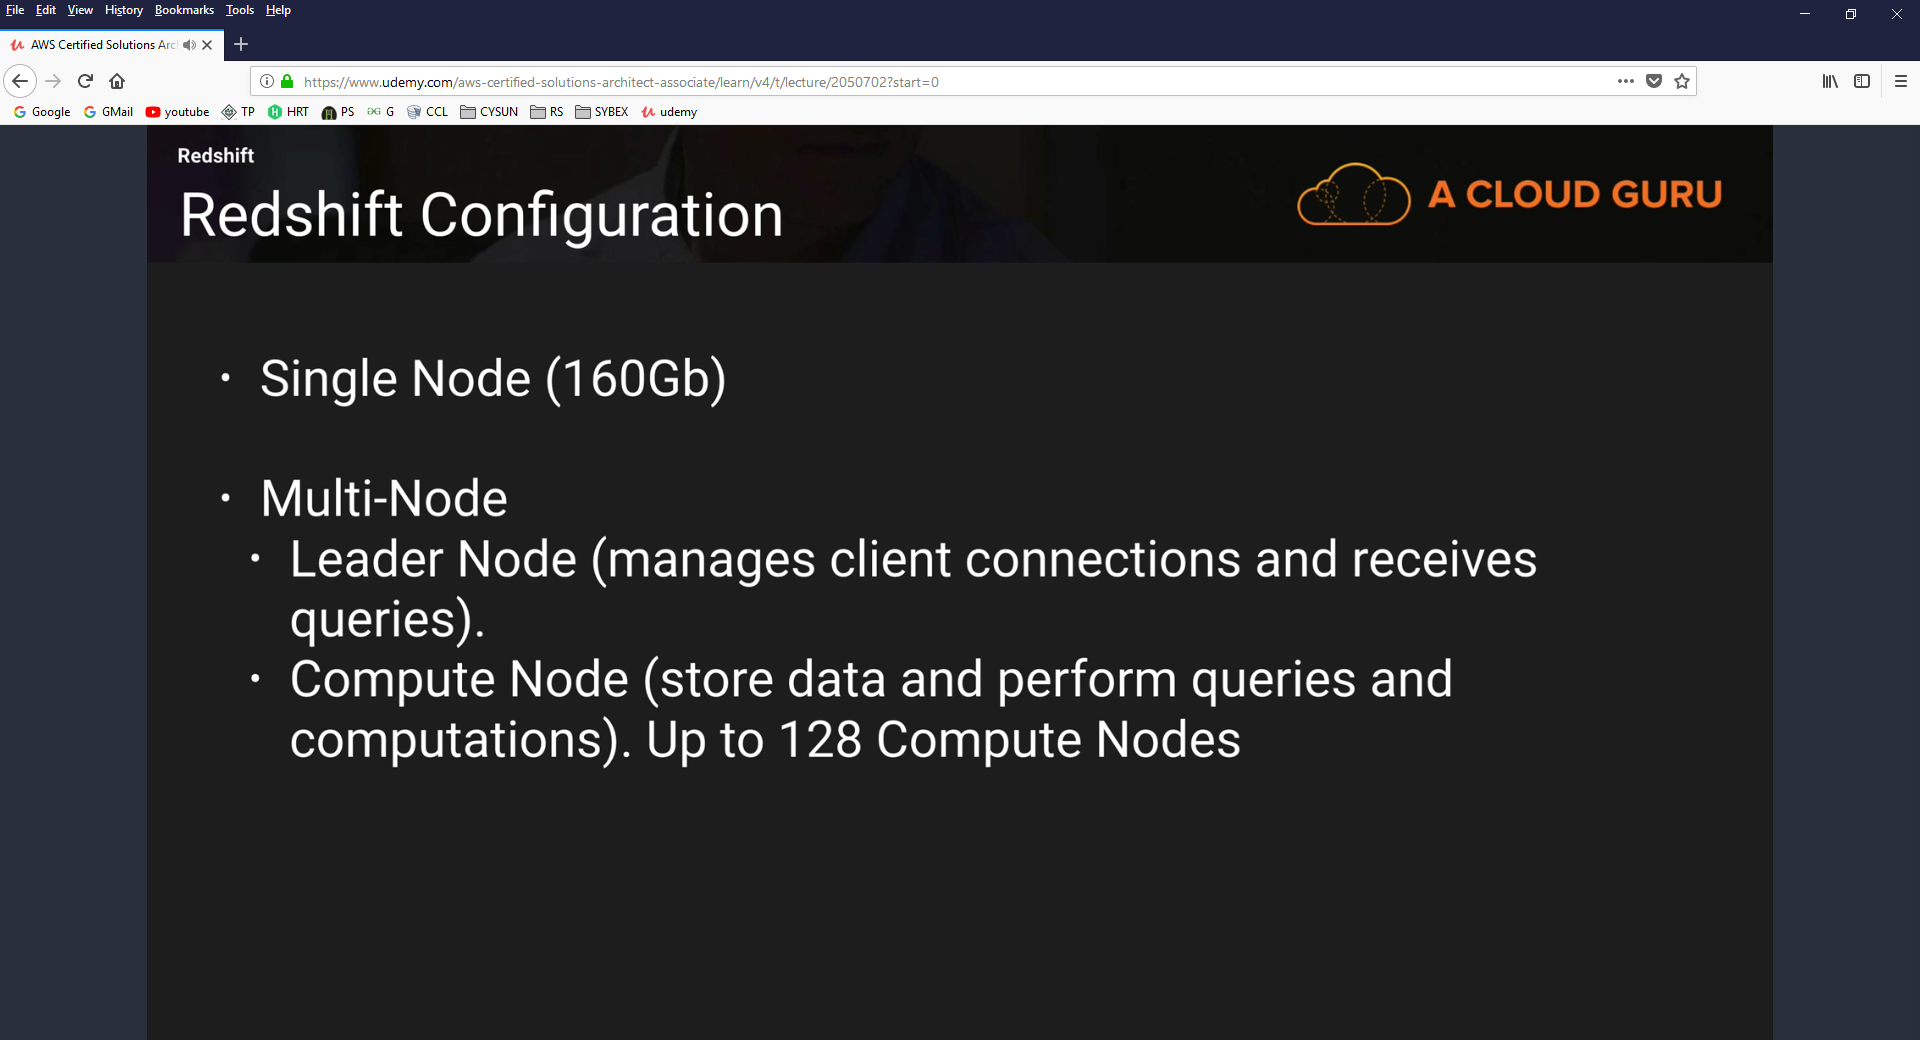 File Edit View History Bookmarks Tools Help
AWS Certified Solutions Arc
https://www.udemy.com/aws-certified-solutions-architect-associate/learn/v4/t/lecture/2050702?start=0
Google GMail youtube TP HRT PS G CCL CYSUN RS SYBEX udemy
Redshift
Redshift Configuration
A CLOUD GURU
• Single Node (160Gb)
• Multi-Node
• Leader Node (manages client connections and receives
queries).
• Compute Node (store data and perform queries and
computations). Up to 128 Compute Nodes